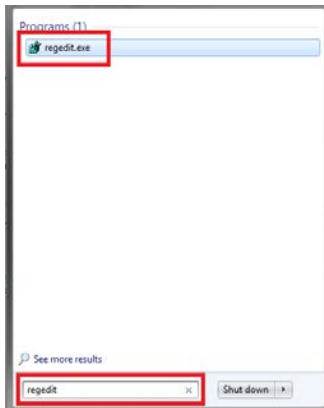 Programs (1)
regedit.exe
See more results
regedit
Shut down